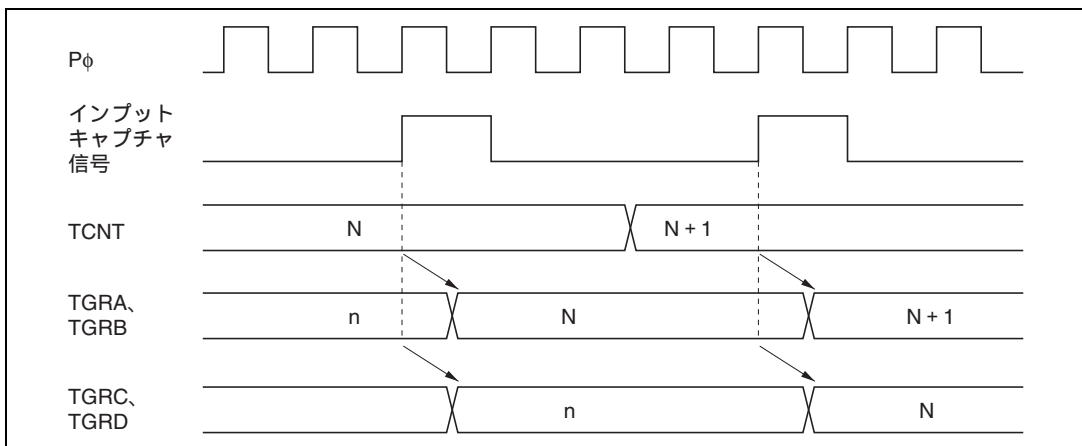 Pφ
インプット
キャプチャ
信号
TCNT
N
N + 1
TGRA、
TGRB
n
N
N + 1
TGRC、
TGRD
n
N